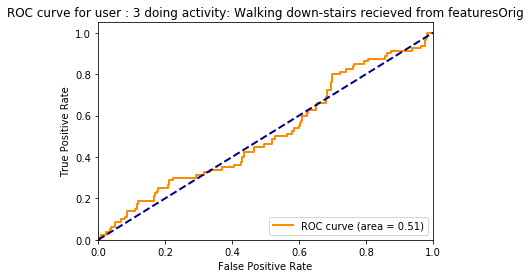 ROC curve for user : 3 doing activity: Walking down-stairs recieved from featuresOrig
1.0
0.8
0.6
0.4
0.2
0.0
True Positive Rate
ROC curve (area = 0.51)
0.0 0.2 0.4 0.6 0.8 1.0
False Positive Rate